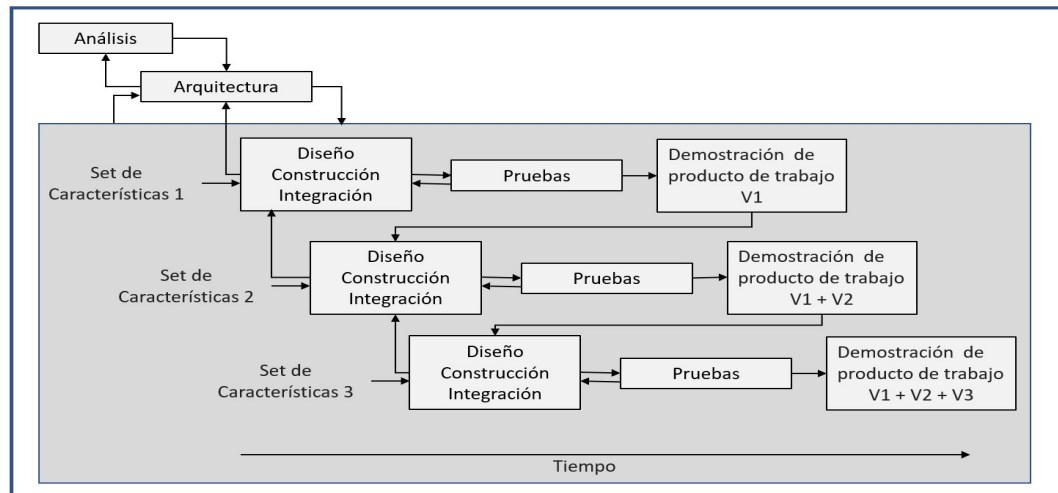 Análisis
Arquitectura
Set de
Características 1
Diseño
Construcción
Integración
Pruebas
Demostración de
producto de trabajo
V1
Set de
Características 2
Diseño
Construcción
Integración
Pruebas
Demostración de
producto de trabajo
V1 + V2
Set de
Características 3
Diseño
Construcción
Integración
Pruebas
Demostración de
producto de trabajo
V1 + V2 + V3
Tiempo